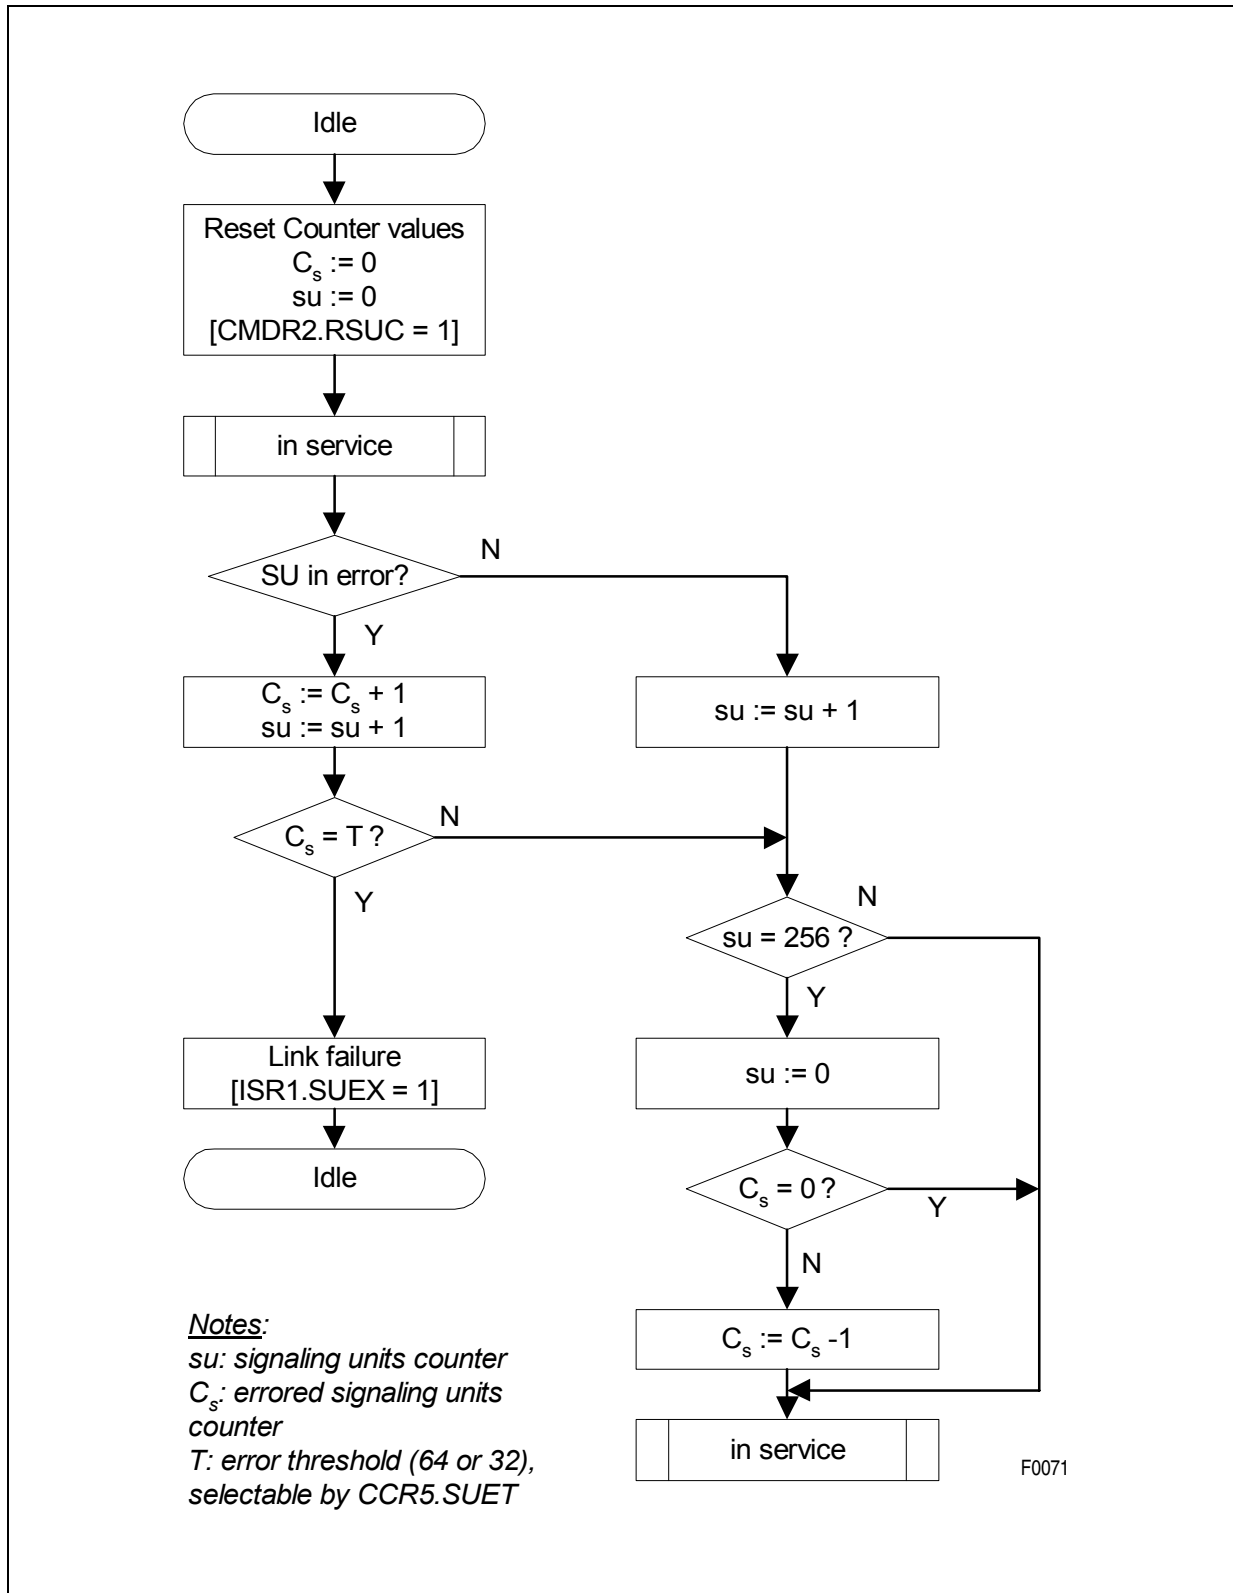 Idle
Reset Counter values
Cs := 0
su := 0
[CMDR2.RSUC = 1]
in service
SU in error?
N
Y
Cs := Cs + 1
su := su + 1
su := su + 1
Cs = T ?
N
Y
su = 256 ?
N
Y
Link failure
[ISR1.SUEX = 1]
su := 0
Idle
Cs = 0 ?
Y
N
Cs := Cs -1
in service
Notes:
su: signaling units counter
Cs: errored signaling units
counter
T: error threshold (64 or 32),
selectable by CCR5.SUET
F0071